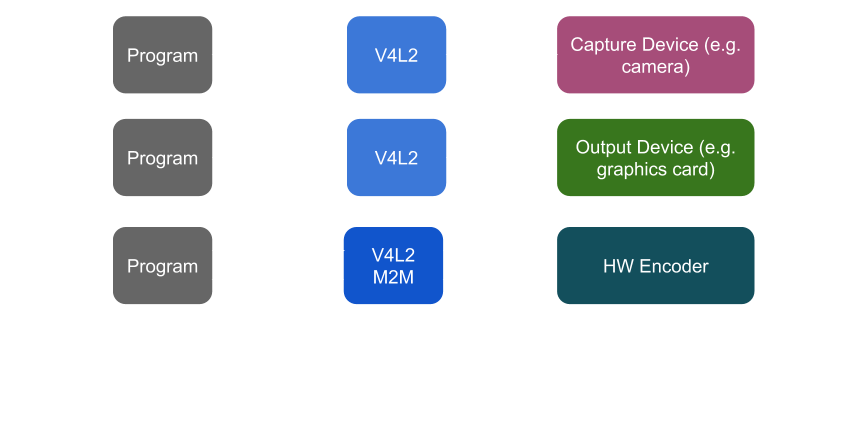 Program
V4L2
Capture Device (e.g.
camera)
Program
V4L2
Output Device (e.g.
graphics card)
Program
V4L2
M2M
HW Encoder